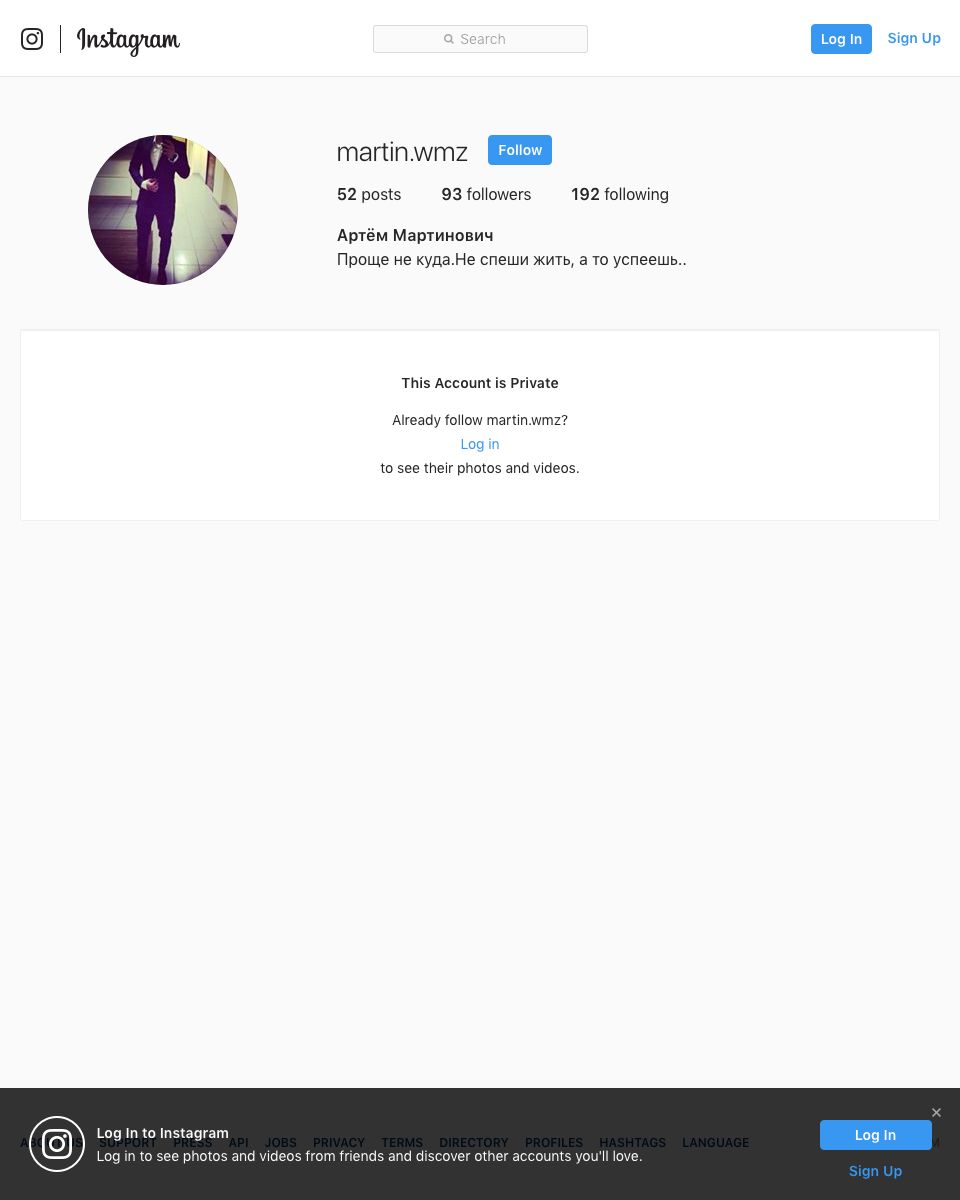 Instagram
Search
Log In
Sign Up
martin.wmz
Follow
52 posts
93 followers
192 following
Артём Мартинович
Проще не куда.Не спеши жить, а то успеешь..
This Account is Private
Already follow martin.wmz?
Log in
to see their photos and videos.
SUPPORT PRESS API JOBS PRIVACY TERMS DIRECTORY PROFILES HASHTAGS LANGUAGE
Log In to Instagram
Log in to see photos and videos from friends and discover other accounts you'll love.
Log In
Sign Up